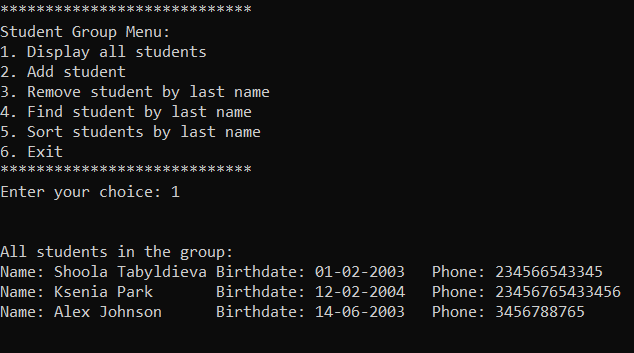 ****************************
Student Group Menu:
1. Display all students
2. Add student
3. Remove student by last name
4. Find student by last name
5. Sort students by last name
6. Exit
****************************
Enter your choice: 1
All students in the group:
Name: Shoola Tabyldieva Birthdate: 01-02-2003   Phone: 234566543345
Name: Ksenia Park       Birthdate: 12-02-2004   Phone: 23456765433456
Name: Alex Johnson      Birthdate: 14-06-2003   Phone: 3456788765